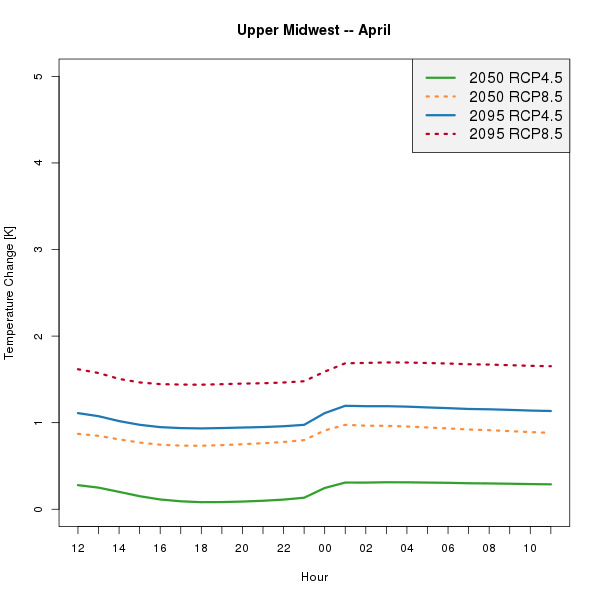 Upper Midwest -- April
2050 RCP4.5
2050 RCP8.5
2095 RCP4.5
2095 RCP8.5
Temperature Change [K]
5
4
3
2
1
0
12 14 16 18 20 22 00 02 04 06 08 10
Hour